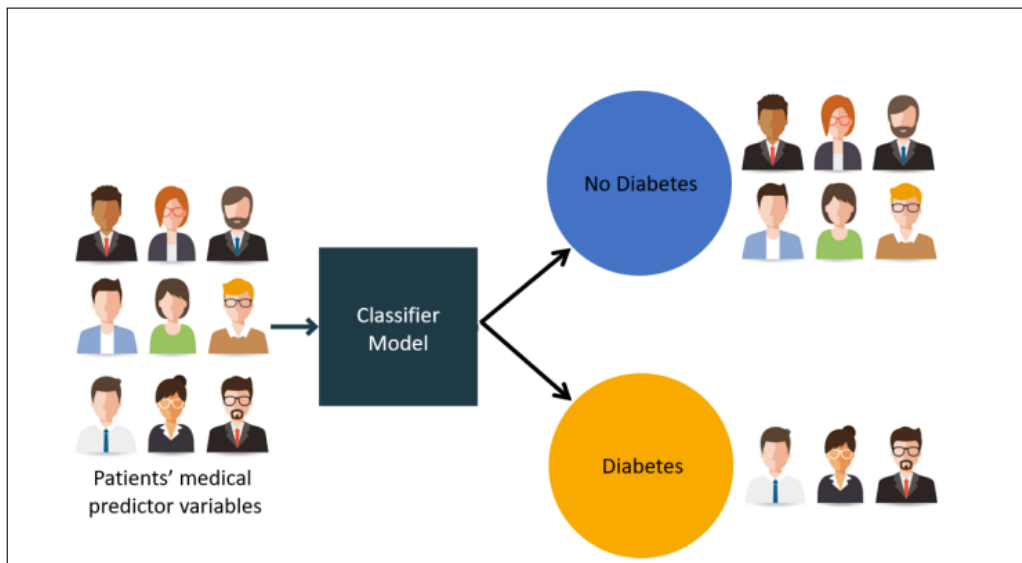 No Diabetes
Classifier
Model
Diabetes
Patients’ medical
predictor variables